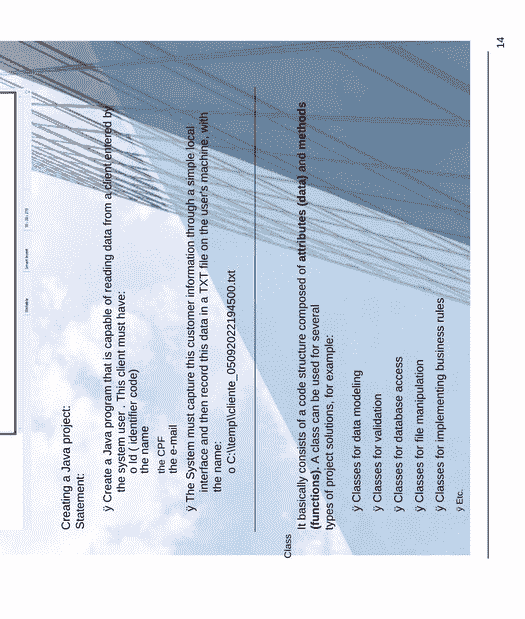 14
Creating a Java project:
Statement:
ÿ Create a Java program that is capable of reading data from a client entered by
the system user . This client must have:
o Id ( identifier code)
the name
the CPF
the e-mail
ÿ The System must capture this customer information through a simple local
interface and then record this data in a TXT file on the user's machine, with
the name:
o C:\\temp\cliente_05092022194500.txt
Class
It basically consists of a code structure composed of attributes (data) and methods
(functions). A class can be used for several
types of project solutions, for example:
ÿ Classes for data modeling
ÿ Classes for validation
ÿ Classes for database access
ÿ Classes for file manipulation
ÿ Classes for implementing business rules
ÿ Etc.